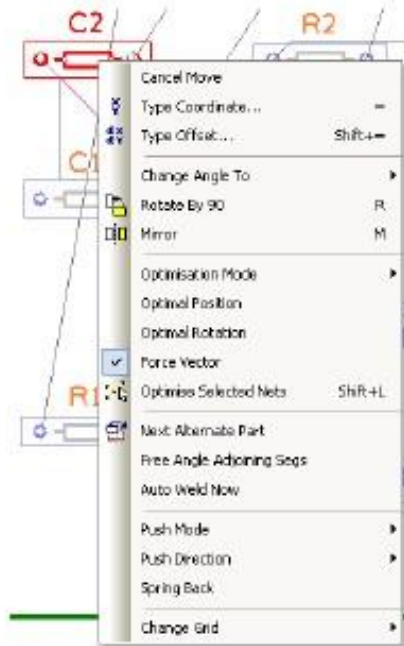 C2
R2
Cancel Move
Type Coordinate... =
Type Offset... Shift+=
Change Angle To
Rotate By 90 R
Mirror M
Optimisation Mode
Optimal Position
Optimal Rotation
Force Vector
Optimise Selected Nets Shift+L
Next Alternate Part
Free Angle Adjoining Segs
Auto Weld Now
Push Mode
Push Direction
Spring Back
Change Grid
R1